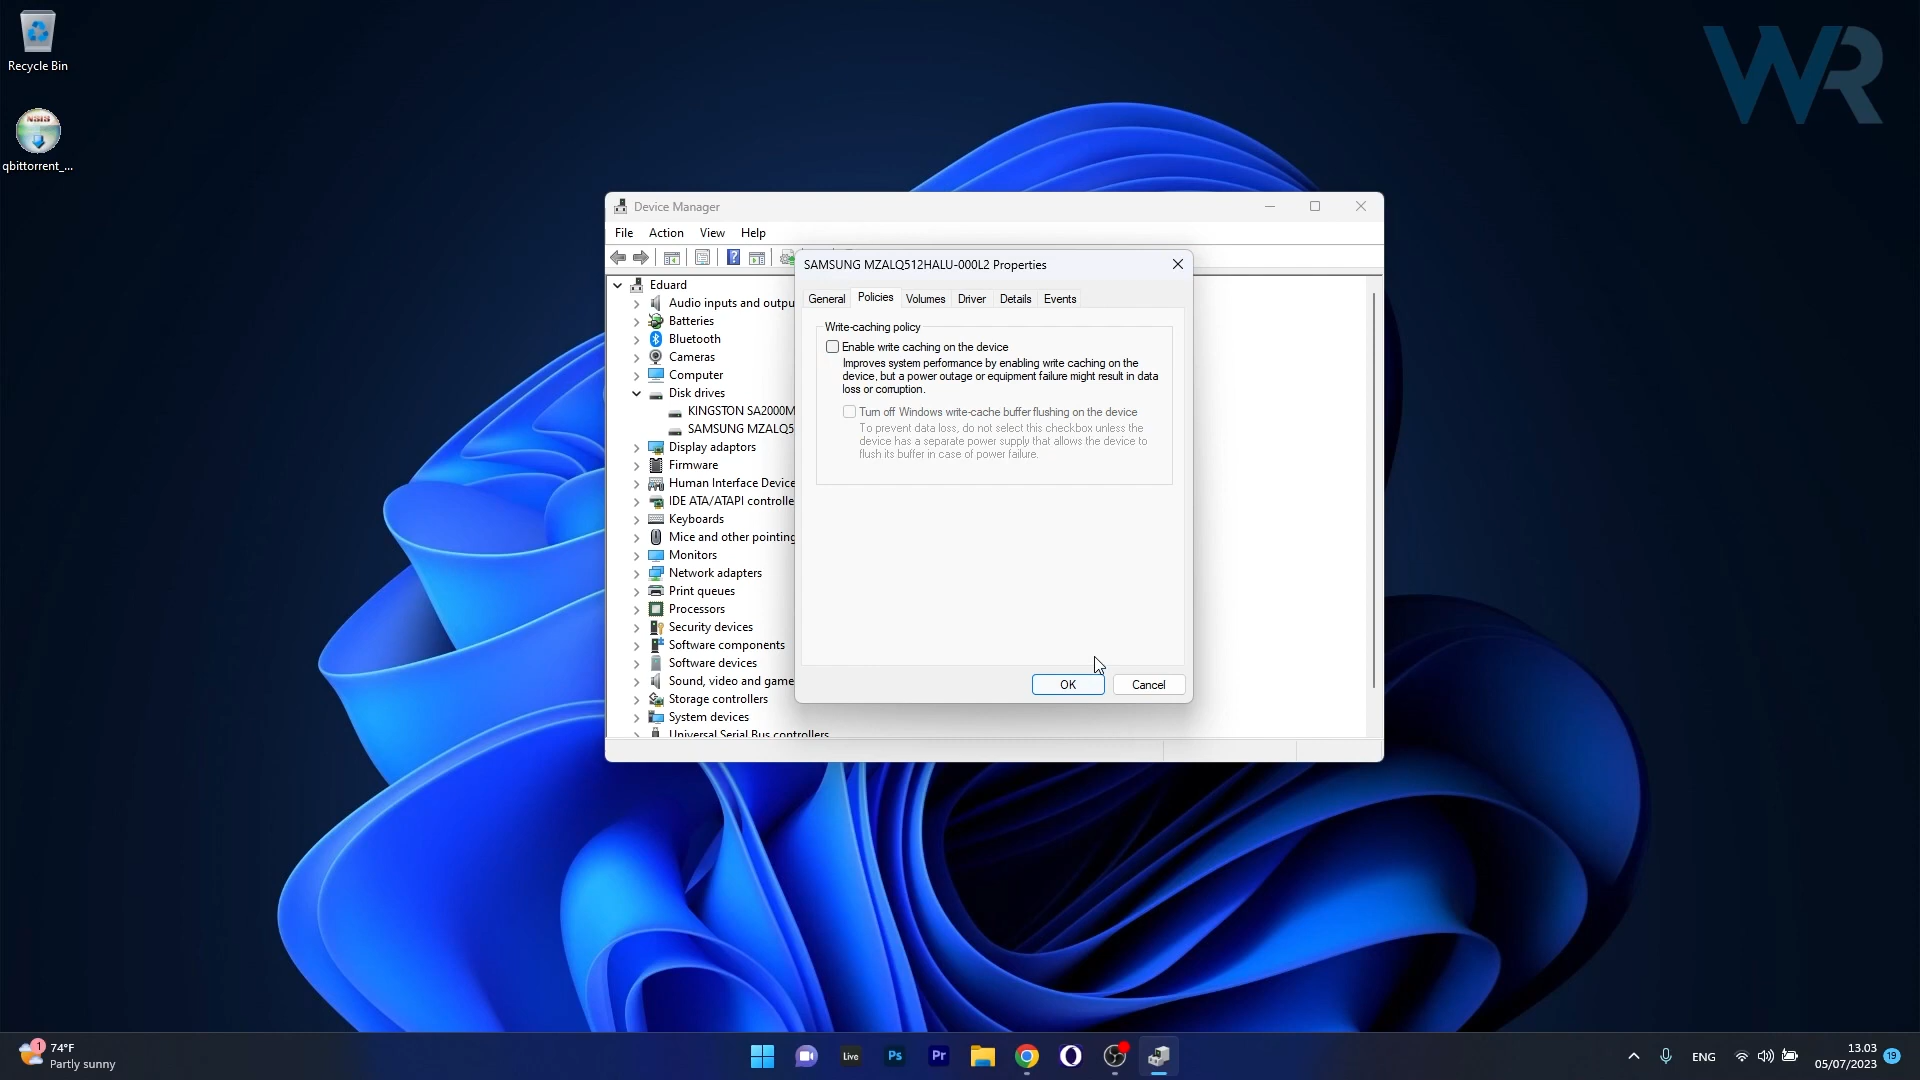 Recycle Bin
NSIS
qbittorrent_...
WR
Device Manager
File Action View Help
SAMSUNG MZALQ512HALU-000L2 Properties
General Policies Volumes Driver Details Events
Write-caching policy
Enable write caching on the device
Improves system performance by enabling write caching on the
device, but a power outage or equipment failure might result in data
loss or corruption.
Turn off Windows write-cache buffer flushing on the device
To prevent data loss, do not select this checkbox unless the
device has a separate power supply that allows the device to
flush its buffer in case of power failure.
OK Cancel
Eduard
Audio inputs and outpu
Batteries
Bluetooth
Cameras
Computer
Disk drives
KINGSTON SA2000M
SAMSUNG MZALQ5
Display adaptors
Firmware
Human Interface Device
IDE ATA/ATAPI controlle
Keyboards
Mice and other pointing
Monitors
Network adapters
Print queues
Processors
Security devices
Software components
Software devices
Sound, video and game
Storage controllers
System devices
Universal Serial Bus controllers
1
74°F
Partly sunny
Live
Ps
Pr
ENG
13.03
05/07/2023
19